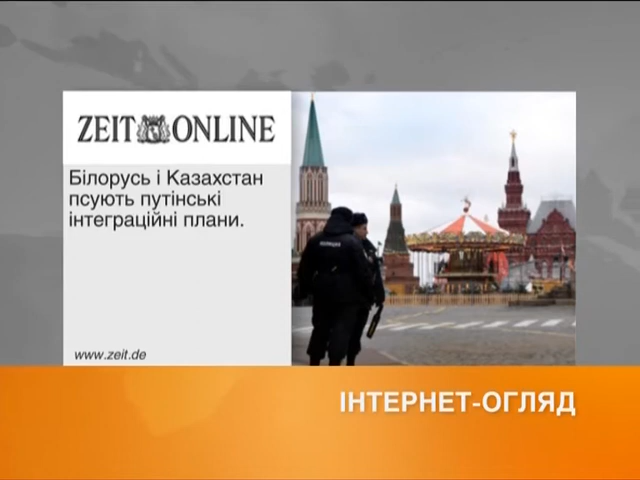 ZEIT ONLINE
Білорусь і Казахстан
псують путінські
інтеграційні плани.
www.zeit.de
ІНТЕРНЕТ-ОГЛЯД